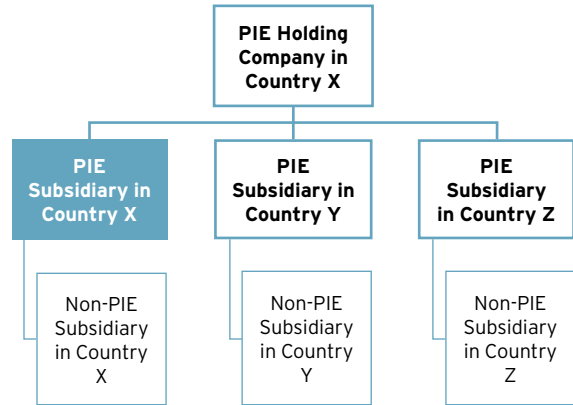 PIE Holding
Company in
Country X
PIE
Subsidiary in
Country X
PIE
Subsidiary in
Country Y
PIE
Subsidiary
in Country Z
Non-PIE
Subsidiary
in Country
X
Non-PIE
Subsidiary
in Country
Y
Non-PIE
Subsidiary
in Country
Z